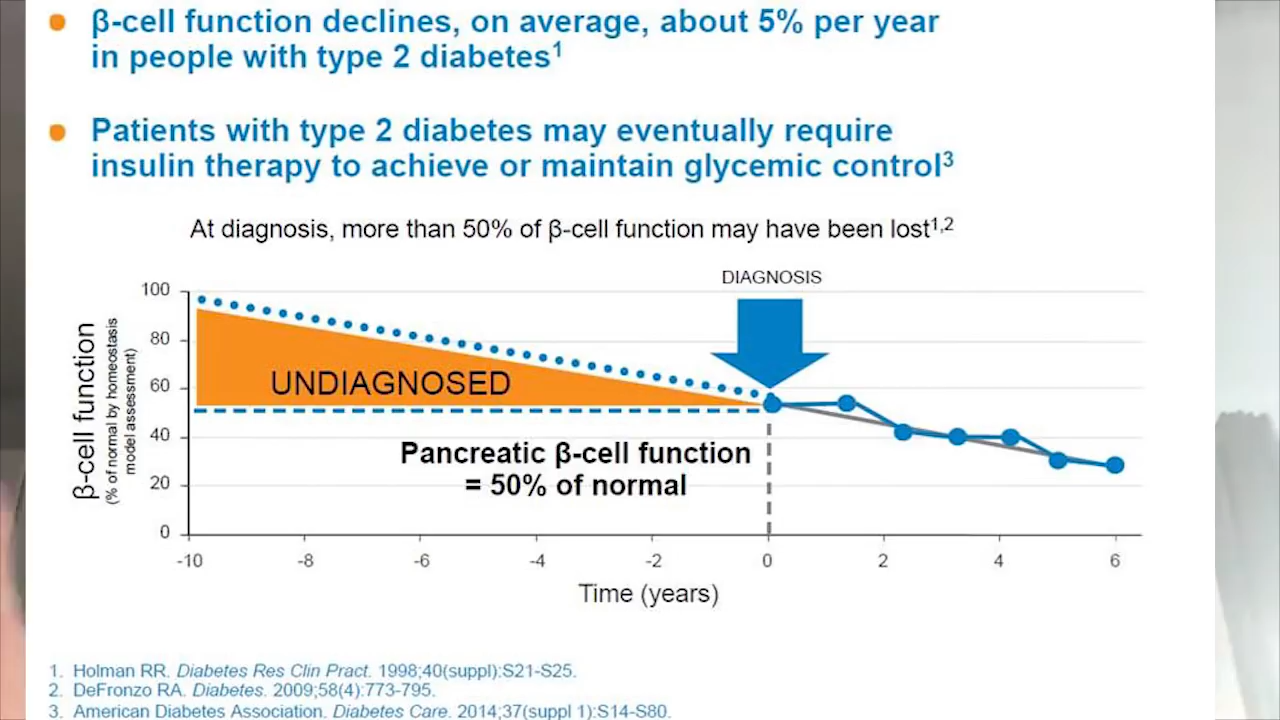 β-cell function declines, on average, about 5% per year
in people with type 2 diabetes1
Patients with type 2 diabetes may eventually require
insulin therapy to achieve or maintain glycemic control3
At diagnosis, more than 50% of β-cell function may have been lost1,2
DIAGNOSIS
β-cell function
(% of normal by homeostasis
model assessment)
100
80
60
40
20
0
UNDIAGNOSED
Pancreatic β-cell function
= 50% of normal
-10 -8 -6 -4 -2 0 2 4 6
Time (years)
1. Holman RR. Diabetes Res Clin Pract. 1998;40(suppl):S21-S25.
2. DeFronzo RA. Diabetes. 2009;58(4):773-795.
3. American Diabetes Association. Diabetes Care. 2014;37(suppl 1):S14-S80.